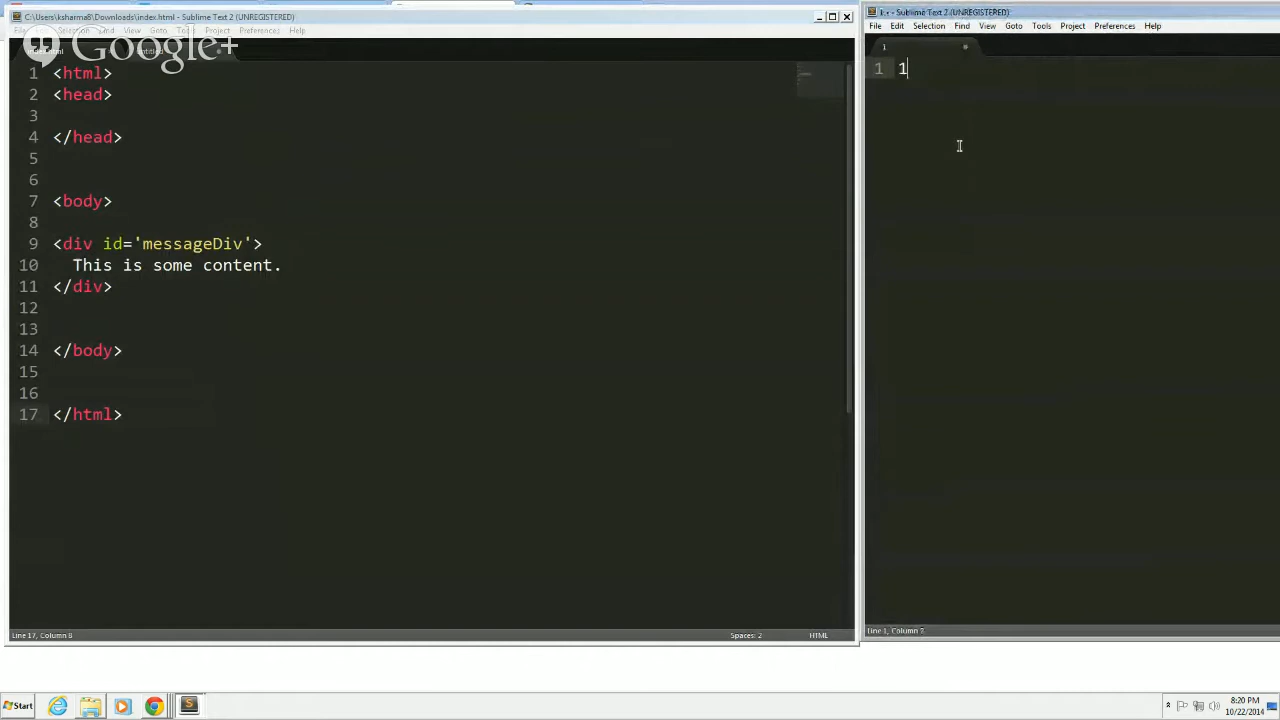 C:\Users\ksharma8\Downloads\index.html - Sublime Text 2 (UNREGISTERED)
Selection Find View Goto Tools Project Preferences Help
Google+
index.html untitled
1 <html>
2 <head>
3
4 </head>
5
6
7 <body>
8
9 <div id='messageDiv'>
10 This is some content.
11 </div>
12
13
14 </body>
15
16
17 </html>
Line 17, Column 8 Spaces: 2 HTML
1 • - Sublime Text 2 (UNREGISTERED)
File Edit Selection Find View Goto Tools Project Preferences Help
1
1 1
Line 1, Column 2
Start
8:20 PM
10/22/2014